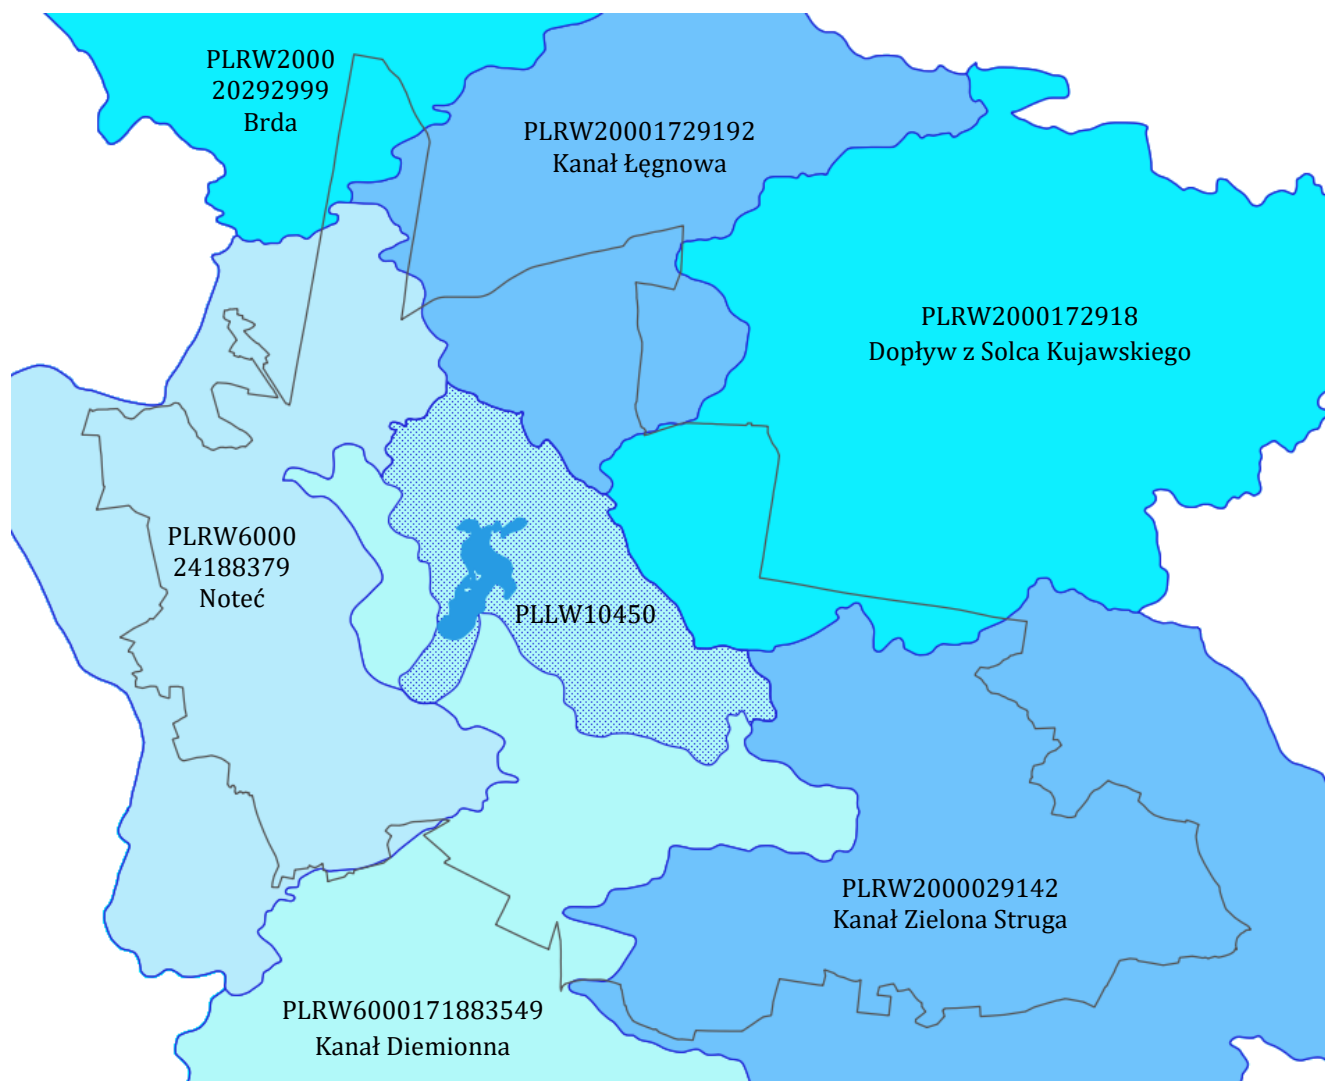 PLRW2000
20292999
Brda
PLRW20001729192
Kanał Łęgnowa
PLRW2000172918
Dopływ z Solca Kujawskiego
PLRW6000
24188379
Noteć
PLLW10450
PLRW2000029142
Kanał Zielona Struga
PLRW6000171883549
Kanał Diemionna